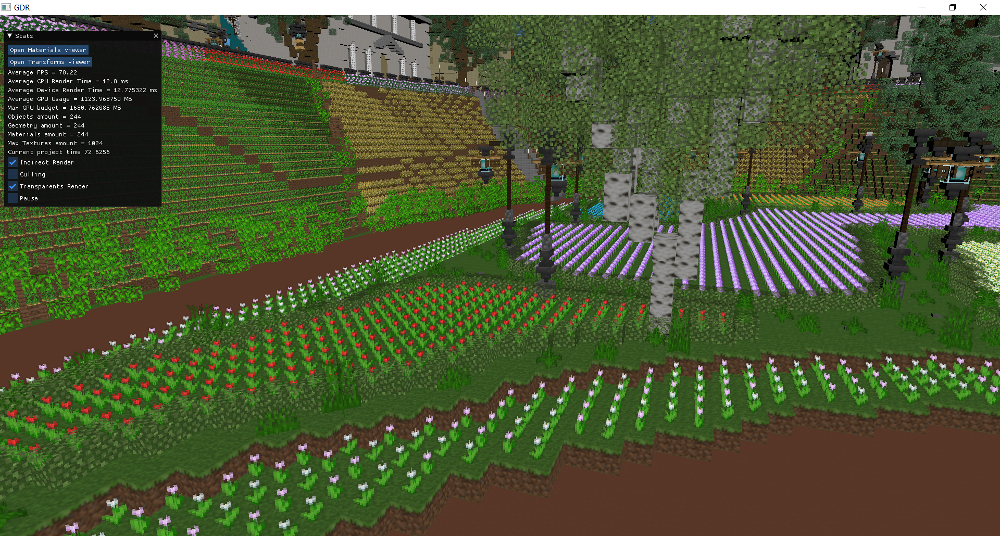 GDR
Stats
Open Materials viewer
Open Transforms viewer
Average FPS = 78.22
Average CPU Render Time = 12.8 ms
Average Device Render Time = 12.775322 ms
Average GPU Usage = 1123.968750 MB
Max GPU budget = 1680.762085 MB
Objects amount = 244
Geometry amount = 244
Materials amount = 244
Max Textures amount = 1024
Current project time 72.6256
Indirect Render
Culling
Transparents Render
Pause